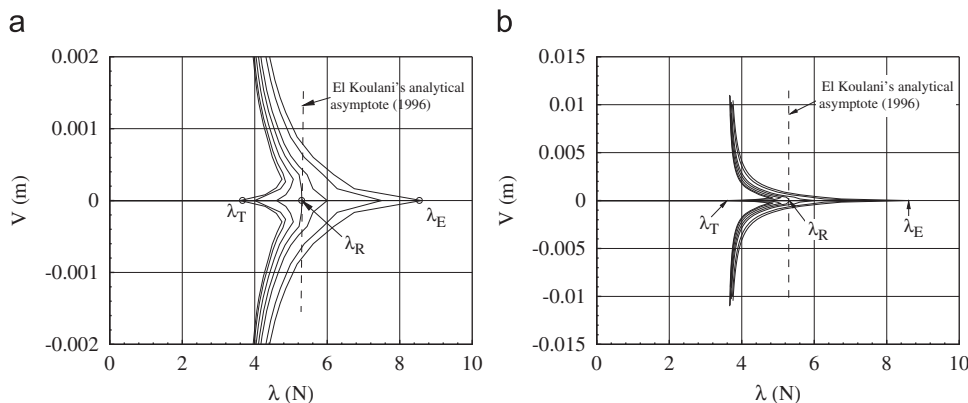 a
0.002
0.001
0
-0.001
-0.002
V (m)
El Koulani's analytical
asymptote (1996)
λT
λR
λE
0
2
4
6
8
10
λ (N)
b
0.015
0.01
0.005
0
-0.005
-0.01
-0.015
V (m)
El Koulani's analytical
asymptote (1996)
λT
λR
λE
0
2
4
6
8
10
λ (N)